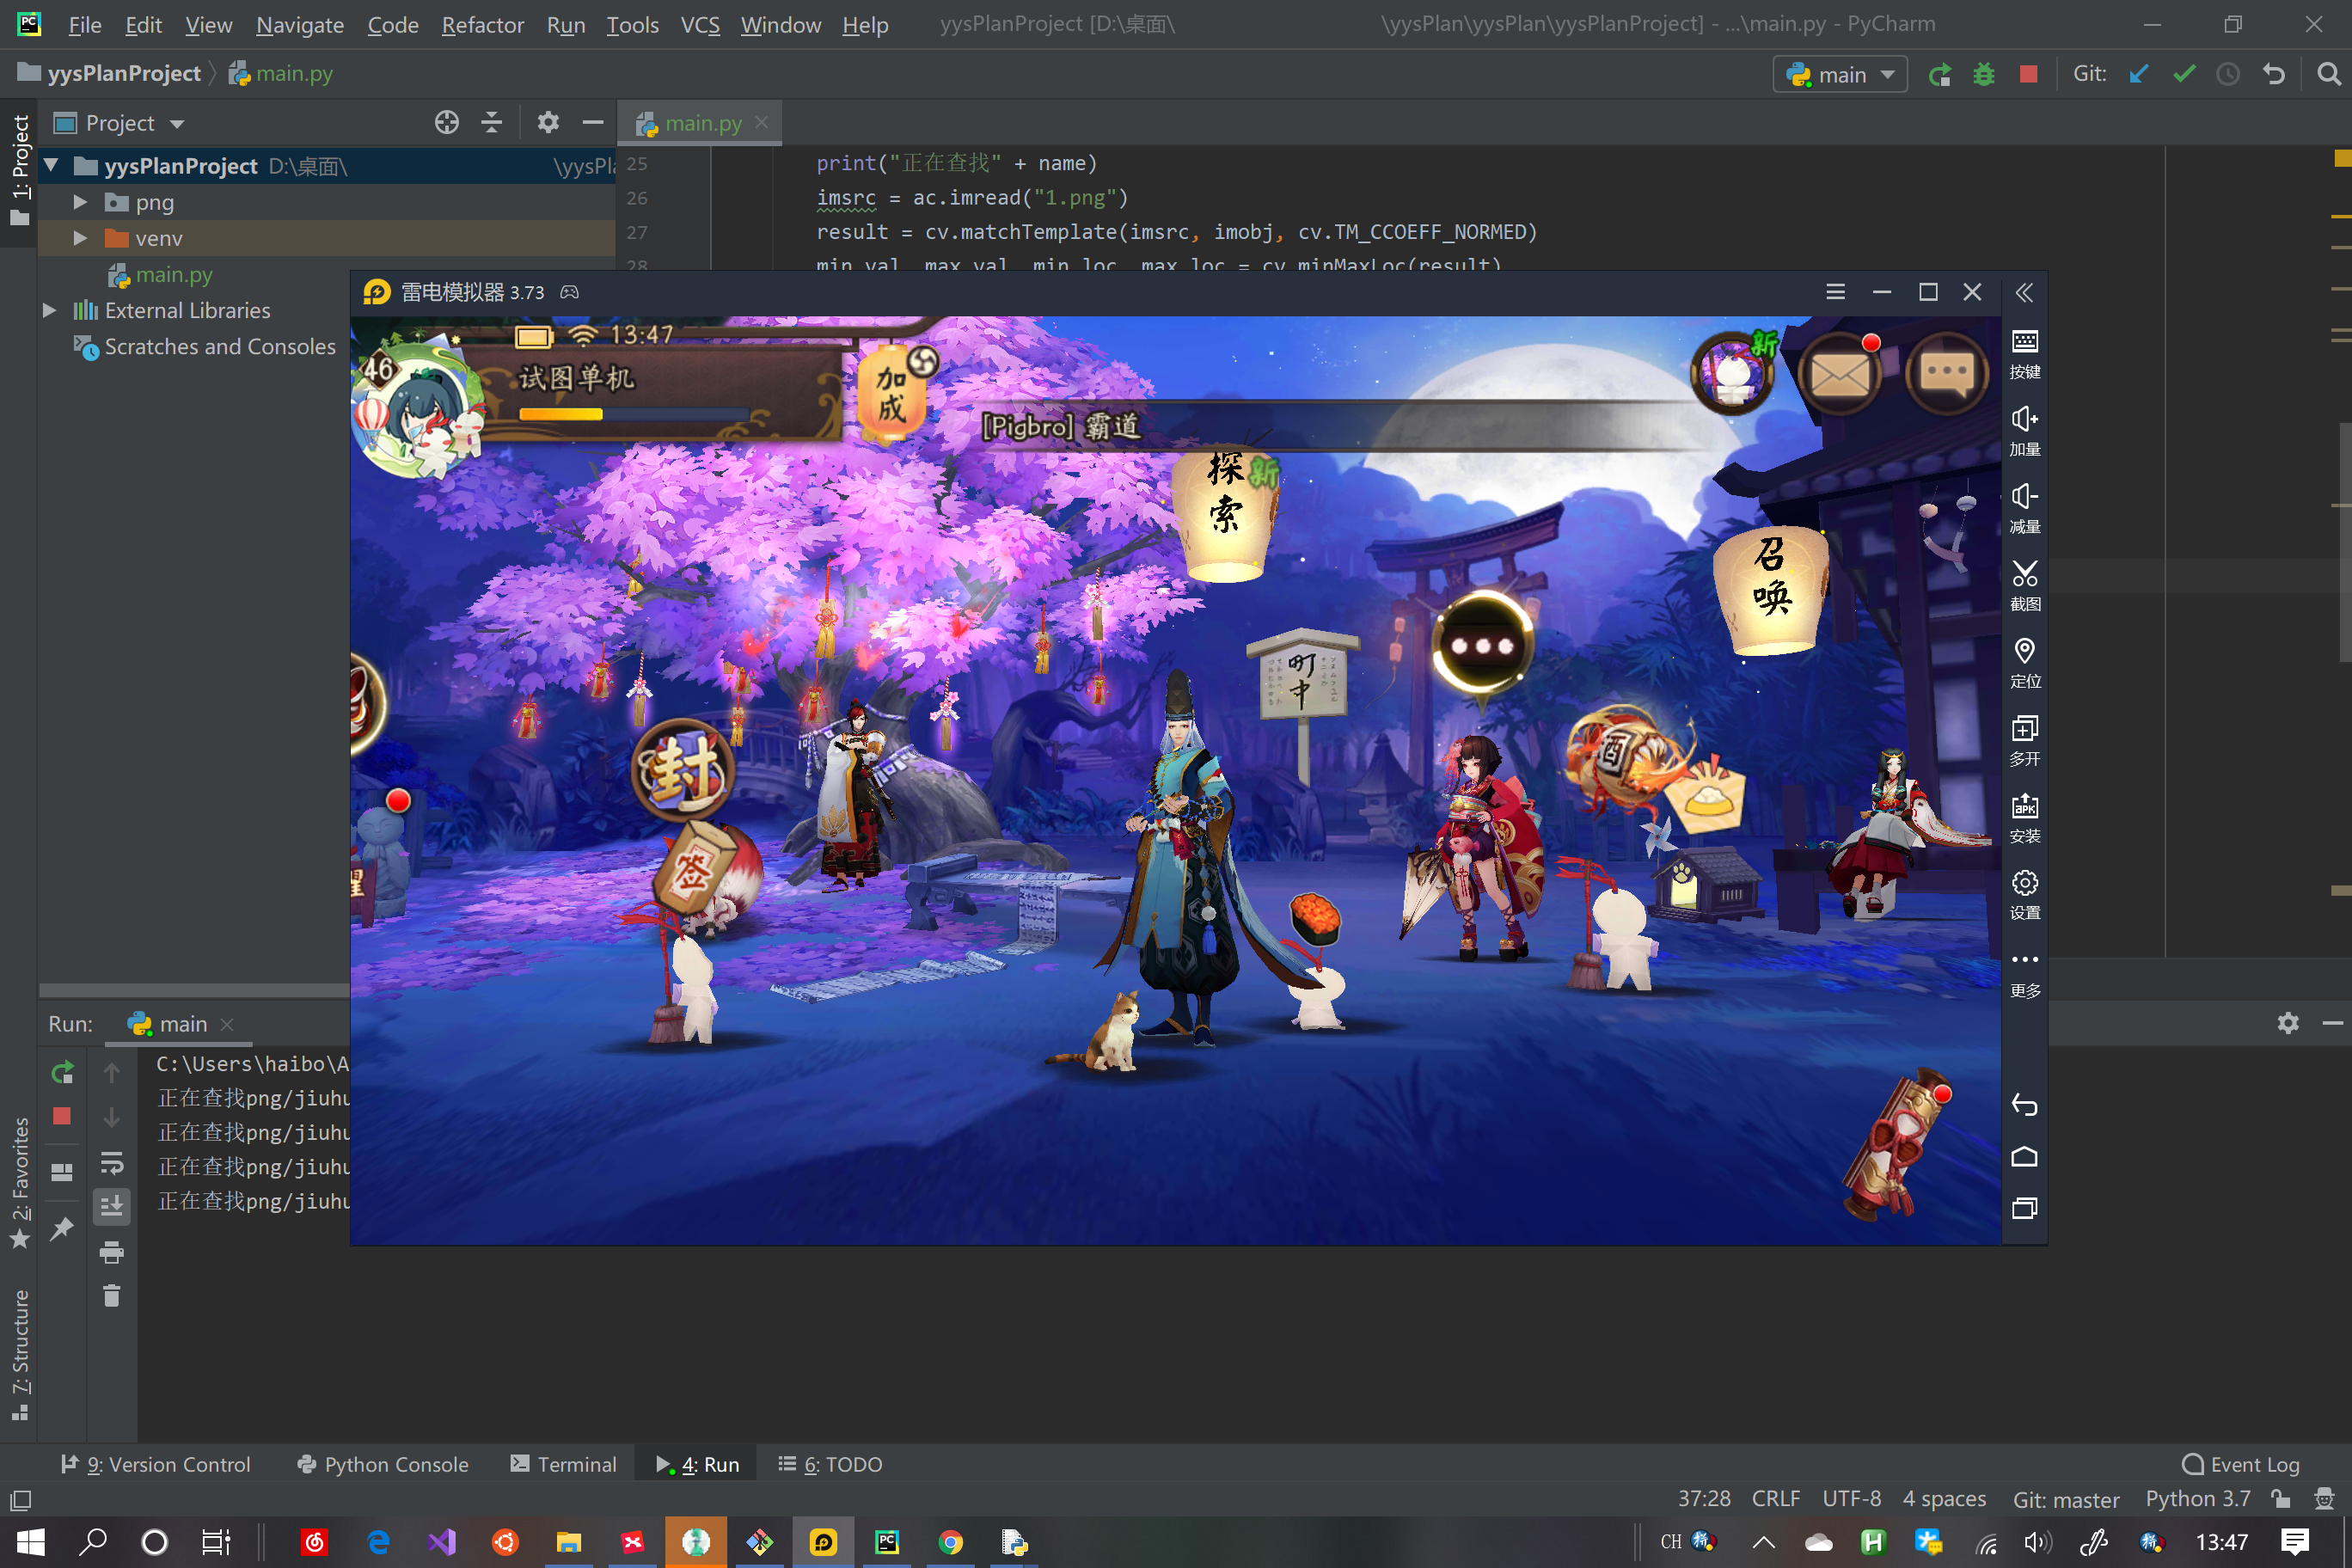 File Edit View Navigate Code Refactor Run Tools VCS Window Help yysPlanProject [D:\桌面\ \yysPlan\yysPlan\yysPlanProject] - ...\main.py - PyCharm
yysPlanProject main.py main Git:
1: Project
Project main.py
yysPlanProject D:\桌面\ \yysPl
png
venv
main.py
External Libraries
Scratches and Consoles
25 print("正在查找" + name)
26 imsrc = ac.imread("1.png")
27 result = cv.matchTemplate(imsrc, imobj, cv.TM_CCOEFF_NORMED)
28 min_val, max_val, min_loc, max_loc = cv.minMaxLoc(result)
雷电模拟器 3.73
13:47
46
试图单机
加成
[Pigbro] 霸道
新
探索
新
召唤
町中
封
签
酉
按键
加量
减量
截图
定位
多开
APK
安装
设置
更多
Run: main
C:\Users\haibo\A
正在查找png/jiuhu
正在查找png/jiuhu
正在查找png/jiuhu
正在查找png/jiuhu
2: Favorites
7: Structure
9: Version Control Python Console Terminal 4: Run 6: TODO Event Log
37:28 CRLF UTF-8 4 spaces Git: master Python 3.7
CH 拼 13:47